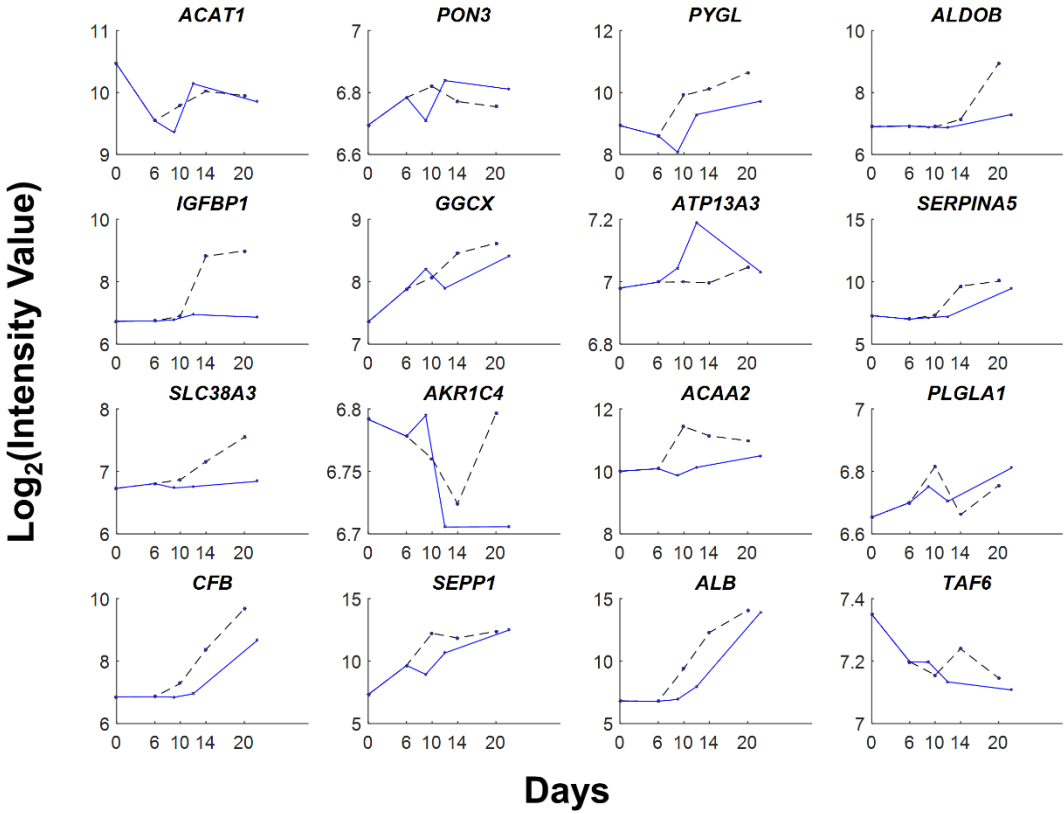 ACAT1 PON3 PYGL ALDOB
11 7 12 10
10 6.8 10 8
9 6.6 8 6
0 6 10 14 20 0 6 10 14 20 0 6 10 14 20 0 6 10 14 20
IGFBP1 GGCX ATP13A3 SERPINA5
10 9 7.2 15
8 8 7 10
6 7 6.8 5
0 6 10 14 20 0 6 10 14 20 0 6 10 14 20 0 6 10 14 20
SLC38A3 AKR1C4 ACAA2 PLGLA1
8 6.8 12 7
7 6.75 10 6.8
6 6.7 8 6.6
0 6 10 14 20 0 6 10 14 20 0 6 10 14 20 0 6 10 14 20
CFB SEPP1 ALB TAF6
10 15 15 7.4
8 10 10 7.2
6 5 5 7
0 6 10 14 20 0 6 10 14 20 0 6 10 14 20 0 6 10 14 20
Log₂(Intensity Value)
Days